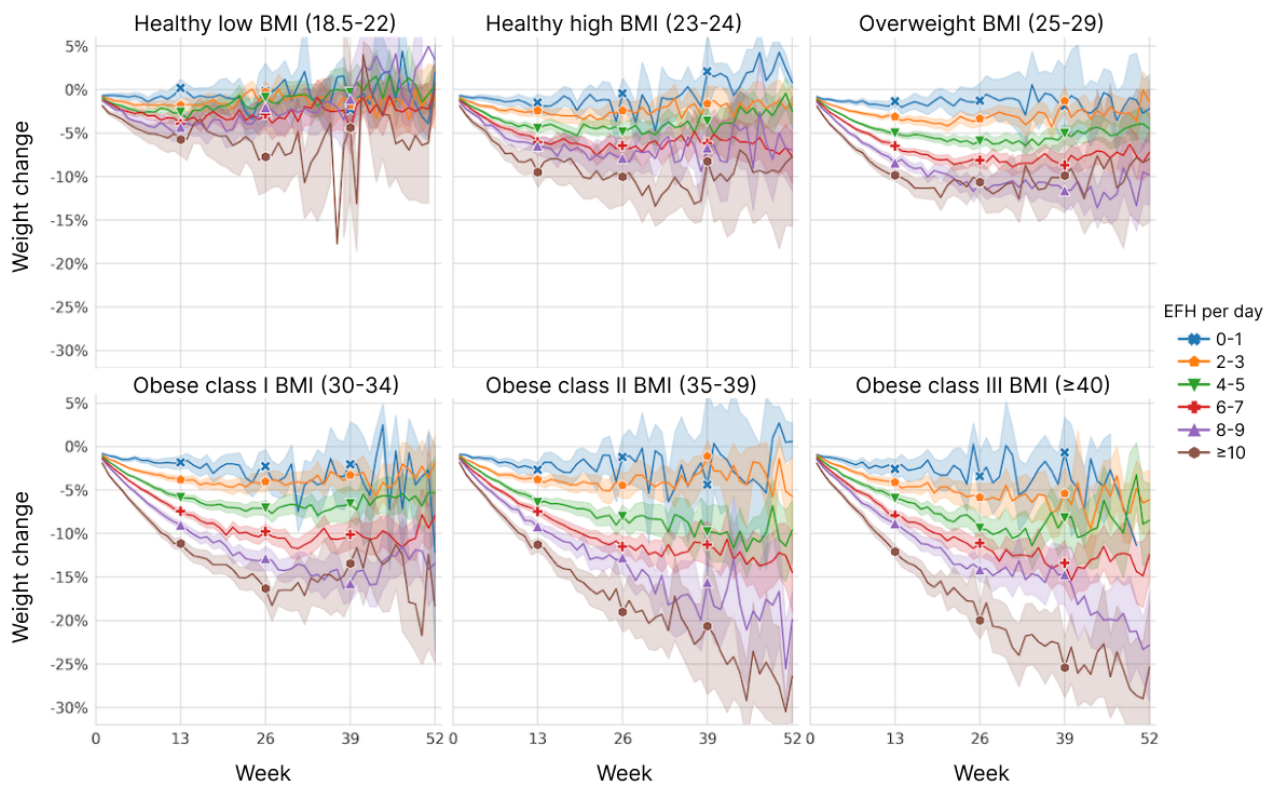 Healthy low BMI (18.5-22)
Healthy high BMI (23-24)
Overweight BMI (25-29)
5%
0%
-5%
-10%
-15%
-20%
-25%
-30%
Weight change
EFH per day
0-1
2-3
4-5
6-7
8-9
≥10
Obese class I BMI (30-34)
Obese class II BMI (35-39)
Obese class III BMI (≥40)
5%
0%
-5%
-10%
-15%
-20%
-25%
-30%
Weight change
0 13 26 39 52
0 13 26 39 52
0 13 26 39 52
Week
Week
Week